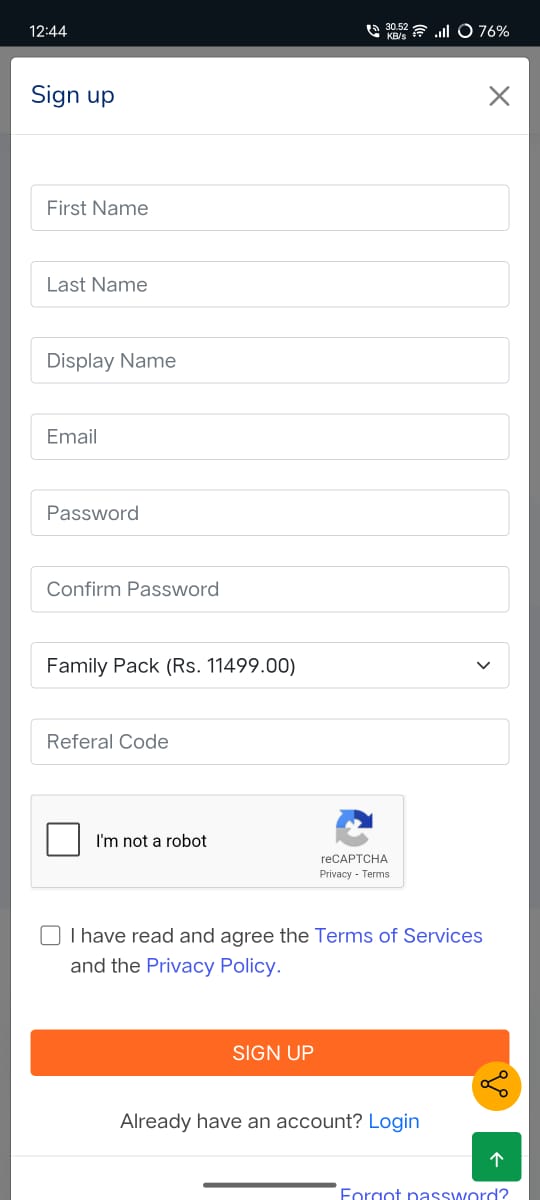 12:44
30.52
KB/s
76%
Sign up
First Name
Last Name
Display Name
Email
Password
Confirm Password
Family Pack (Rs. 11499.00)
Referal Code
I'm not a robot
reCAPTCHA
Privacy - Terms
I have read and agree the Terms of Services
and the Privacy Policy.
SIGN UP
Already have an account? Login
Forgot password?